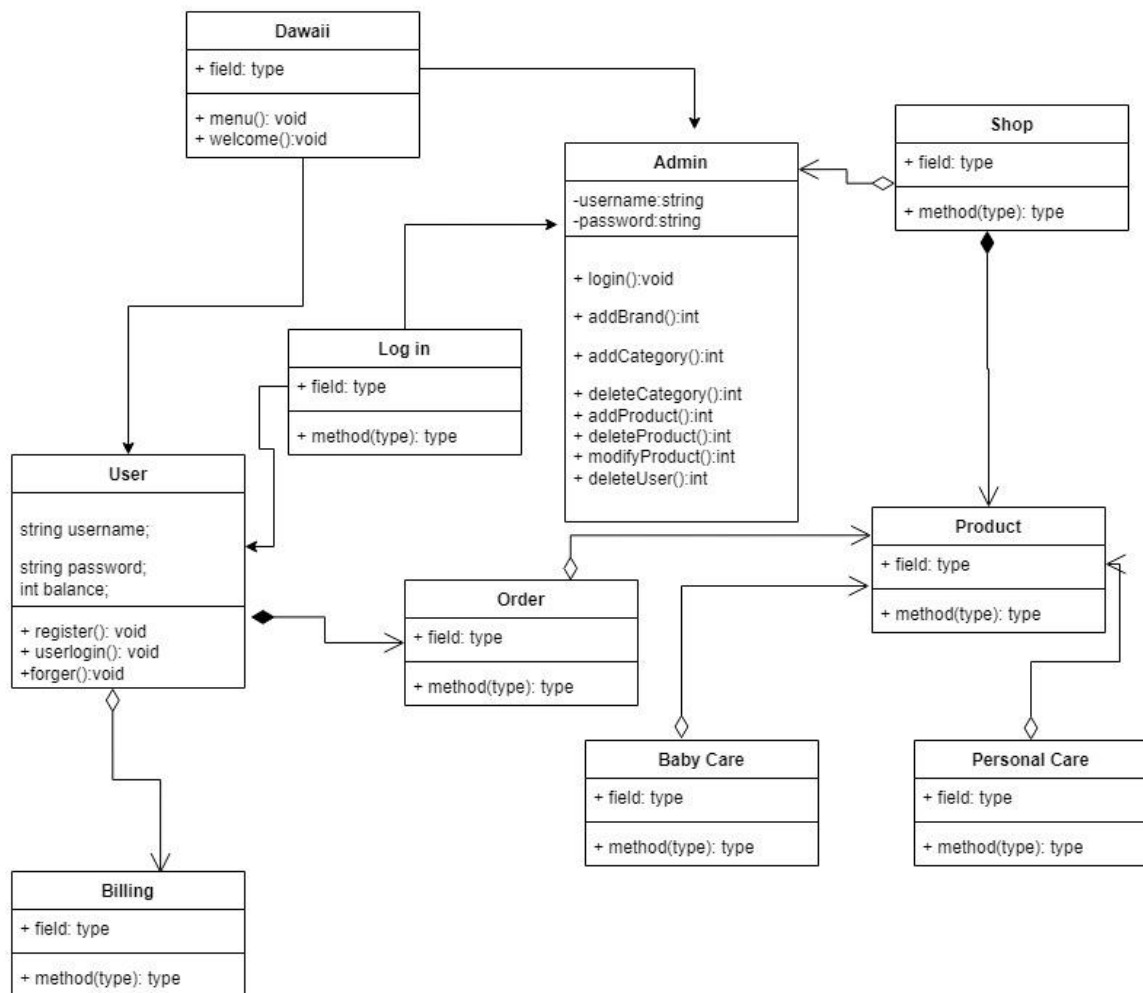 Dawaii
+ field: type
+ menu(): void
+ welcome():void
Shop
+ field: type
+ method(type): type
Admin
-username:string
-password:string
+ login():void
+ addBrand():int
+ addCategory():int
+ deleteCategory():int
+ addProduct():int
+ deleteProduct():int
+ modifyProduct():int
+ deleteUser():int
Log in
+ field: type
+ method(type): type
User
string username;
string password;
int balance;
+ register(): void
+ userlogin(): void
+forger():void
Product
+ field: type
+ method(type): type
Order
+ field: type
+ method(type): type
Baby Care
+ field: type
+ method(type): type
Personal Care
+ field: type
+ method(type): type
Billing
+ field: type
+ method(type): type